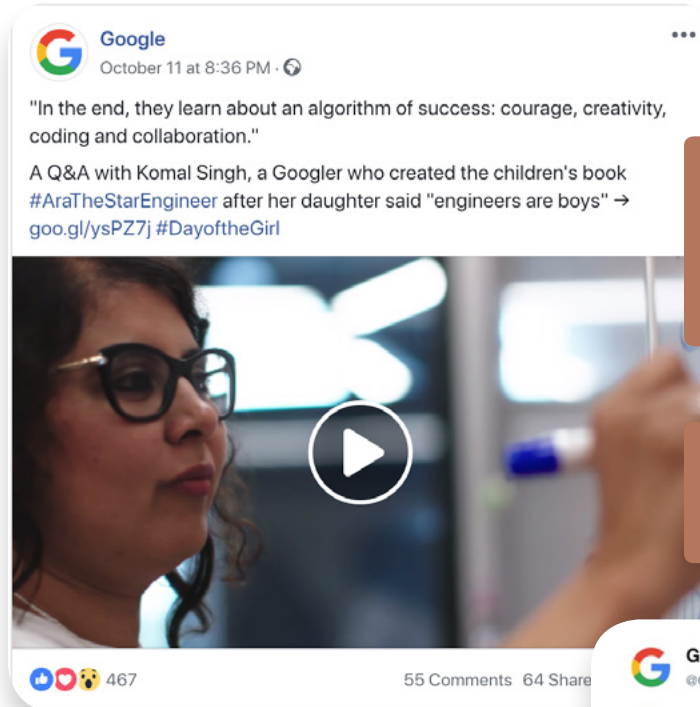 Google
October 11 at 8:36 PM ·
"In the end, they learn about an algorithm of success: courage, creativity,
coding and collaboration."
A Q&A with Komal Singh, a Googler who created the children's book
#AraTheStarEngineer after her daughter said "engineers are boys" →
goo.gl/ysPZ7j #DayoftheGirl
467
55 Comments 64 Share
G